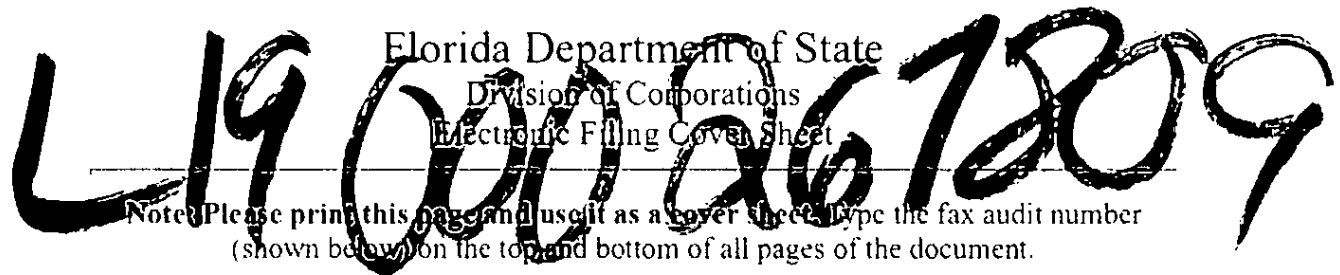 L19000267809
Florida Department of State
Division of Corporations
Electronic Filing Cover Sheet
Note: Please print this page and use it as a cover sheet. Type the fax audit number
(shown below) on the top and bottom of all pages of the document.